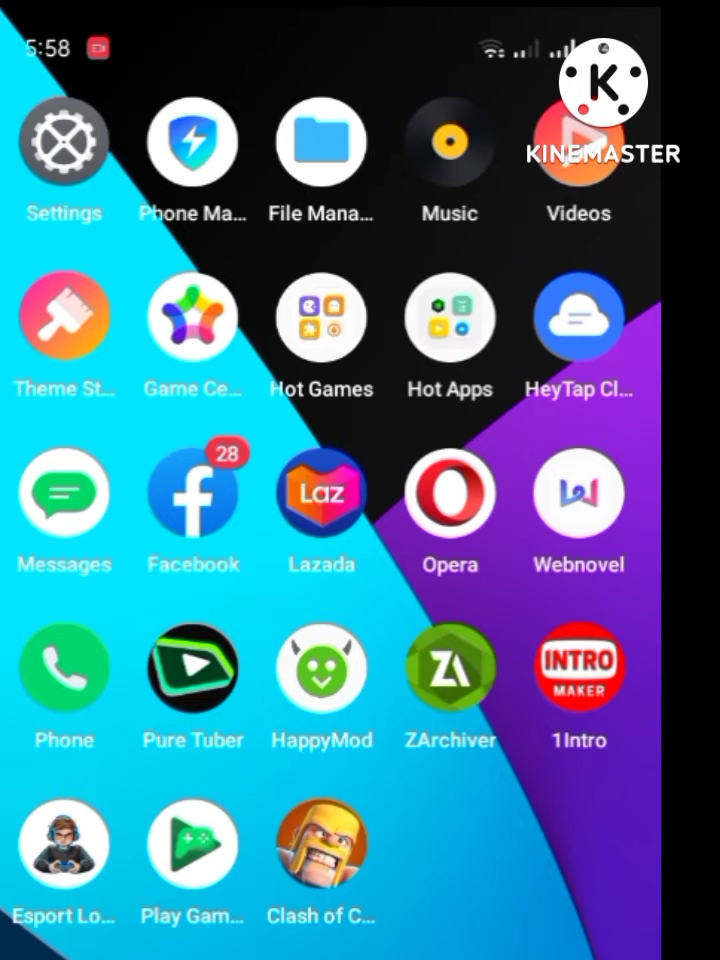 5:58
K
KINEMASTER
Settings
Phone Ma...
File Mana...
Music
Videos
Theme St...
Game Ce...
Hot Games
Hot Apps
HeyTap Cl...
28
Laz
Messages
Facebook
Lazada
Opera
Webnovel
INTRO
MAKER
Phone
Pure Tuber
HappyMod
ZArchiver
1Intro
Esport Lo...
Play Gam...
Clash of C...